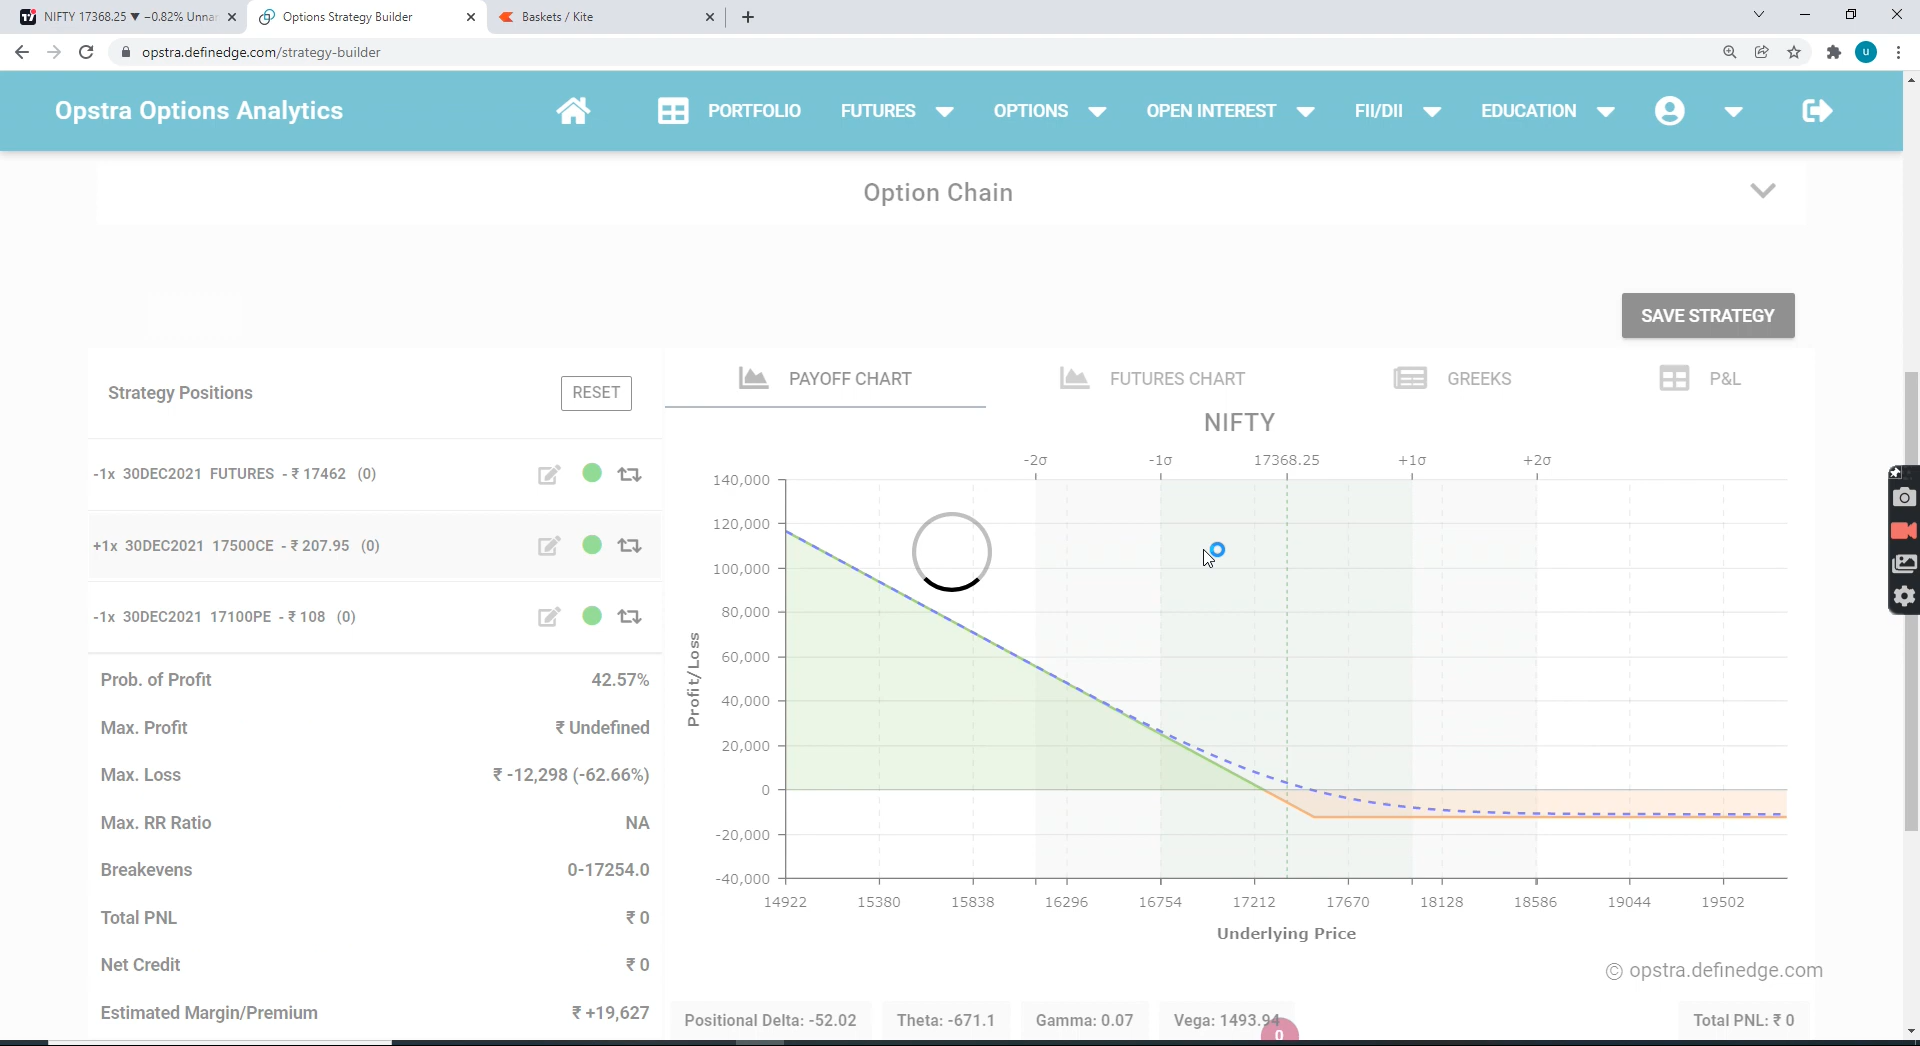 NIFTY 17368.25 ▼ −0.82% Unnar
Options Strategy Builder
Baskets / Kite
opstra.definedge.com/strategy-builder
u
Opstra Options Analytics
PORTFOLIO
FUTURES
OPTIONS
OPEN INTEREST
FII/DII
EDUCATION
Option Chain
SAVE STRATEGY
Strategy Positions
RESET
PAYOFF CHART
FUTURES CHART
GREEKS
P&L
NIFTY
-1x 30DEC2021 FUTURES - ₹ 17462 (0)
+1x 30DEC2021 17500CE - ₹ 207.95 (0)
-1x 30DEC2021 17100PE - ₹ 108 (0)
Prob. of Profit 42.57%
Max. Profit ₹ Undefined
Max. Loss ₹ -12,298 (-62.66%)
Max. RR Ratio NA
Breakevens 0-17254.0
Total PNL ₹ 0
Net Credit ₹ 0
Estimated Margin/Premium ₹ +19,627
-2σ -1σ 17368.25 +1σ +2σ
140,000
120,000
100,000
80,000
60,000
40,000
20,000
0
-20,000
-40,000
Profit/Loss
14922 15380 15838 16296 16754 17212 17670 18128 18586 19044 19502
Underlying Price
© opstra.definedge.com
Positional Delta: -52.02
Theta: -671.1
Gamma: 0.07
Vega: 1493.94
0
Total PNL: ₹ 0